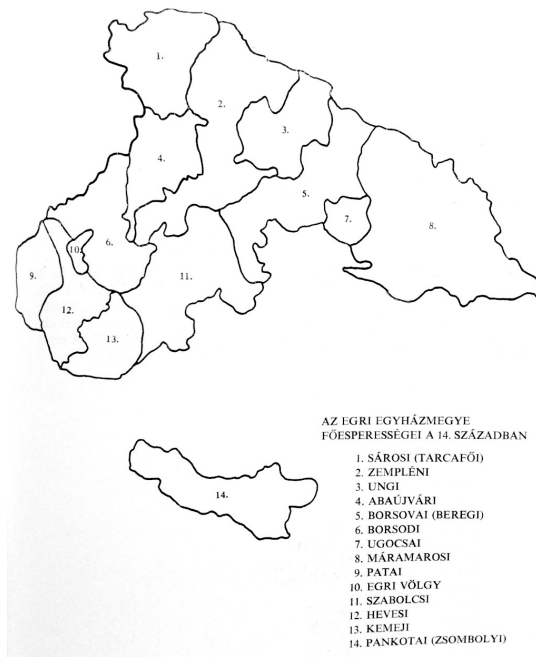 1.
2.
3.
4.
5.
6.
7.
8.
9.
10.
11.
12.
13.
14.
AZ EGRI EGYHÁZMEGYE
FŐESPERESSÉGEI A 14. SZÁZADBAN
1. SÁROSI (TARCAFŐI)
2. ZEMPLÉNI
3. UNGI
4. ABAÚJVÁRI
5. BORSOVAI (BEREGI)
6. BORSODI
7. UGOCSAI
8. MÁRAMAROSI
9. PATAI
10. EGRI VÖLGY
11. SZABOLCSI
12. HEVESI
13. KEMEJI
14. PANKOTAI (ZSOMBOLYI)